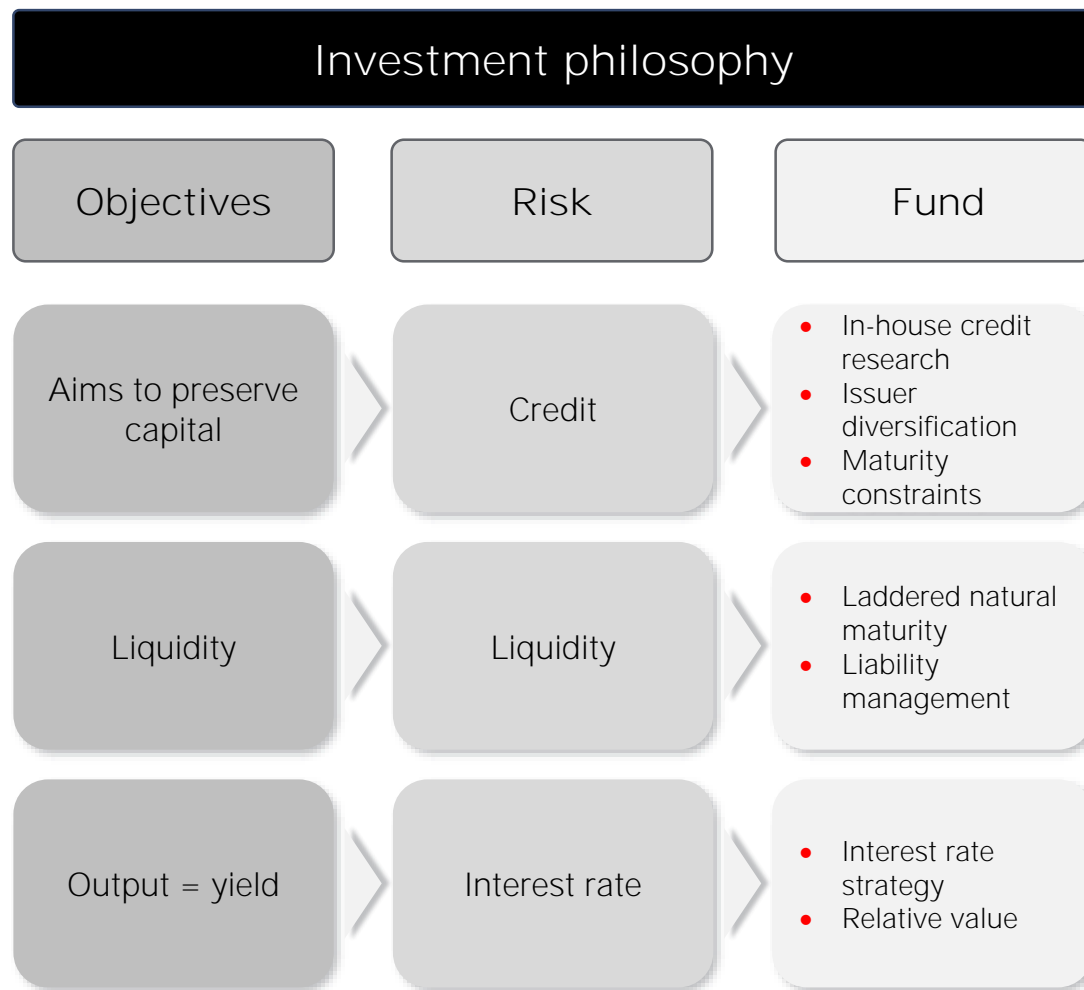 Investment philosophy
Objectives
Risk
Fund
Aims to preserve
capital
Credit
• In-house credit
research
• Issuer
diversification
• Maturity
constraints
Liquidity
Liquidity
• Laddered natural
maturity
• Liability
management
Output = yield
Interest rate
• Interest rate
strategy
• Relative value